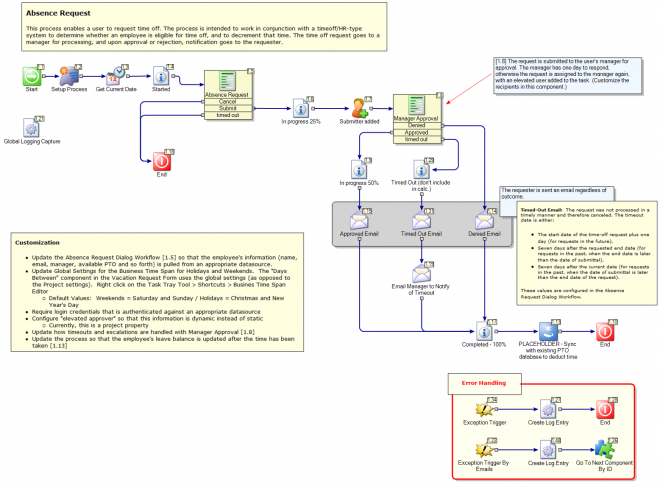 Absence Request
This process enables a user to request time off. The process is intended to work in conjunction with a timeoff/HR-type
system to determine whether an employee is eligible for time off, and to decrement that time. The time off request goes to a
manager for processing, and upon approval or rejection, notification goes to the requester.
Start
Setup Process
Get Current Date
Started
Absence Request
Cancel
Submit
timed out
In progress 25%
Submitter added
Manager Approval
Denied
Approved
timed out
[1.8] The request is submitted to the user's manager for
approval. The manager has one day to respond,
otherwise the request is assigned to the manager again,
with an elevated user added to the task. (Customize the
recipients in this component.)
Global Logging Capture
End
In progress 50%
Timed Out (don't include
in calc.)
The requester is sent an email regardless of
outcome.
Approved Email
Timed Out Email
Denied Email
Timed-Out Email: The request was not processed in a
timely manner and therefore canceled. The timeout
date is either:
• The start date of the time-off request plus one
day (for requests in the future).
• Seven days after the requested end date (for
requests in the past, when the end date is later
than the date of submittal).
• Seven days after the current date (for requests
in the past, when the date of submittal is later
than the end date of the request).
These values are configured in the Absence
Request Dialog Workflow.
Email Manager to Notify
of Timeout
Customization
• Update the Absence Request Dialog Workflow [1.5] so that the employee's information (name,
email, manager, available PTO and so forth) is pulled from an appropriate datasource.
• Update Global Settings for the Business Time Span for Holidays and Weekends. The "Days
Between" component in the Vacation Request Form uses the global settings (as opposed to
the Project settings). Right click on the Task Tray Tool > Shortcuts > Business Time Span
Editor
o Default Values: Weekends = Saturday and Sunday / Holidays = Christmas and New
Year's Day
• Require login credentials that is authenticated against an appropriate datasource
• Configure "elevated approver" so that this information is dynamic instead of static
o Currently, this is a project property
• Update how timeouts and escalations are handled with Manager Approval [1.8]
• Update the process so that the employee's leave balance is updated after the time has been
taken [1.13]
Completed - 100%
PLACEHOLDER - Sync
with existing PTO
database to deduct time
End
Error Handling
Exception Trigger
Create Log Entry
End
Exception Trigger By
Emails
Create Log Entry
Go To Next Component
By ID